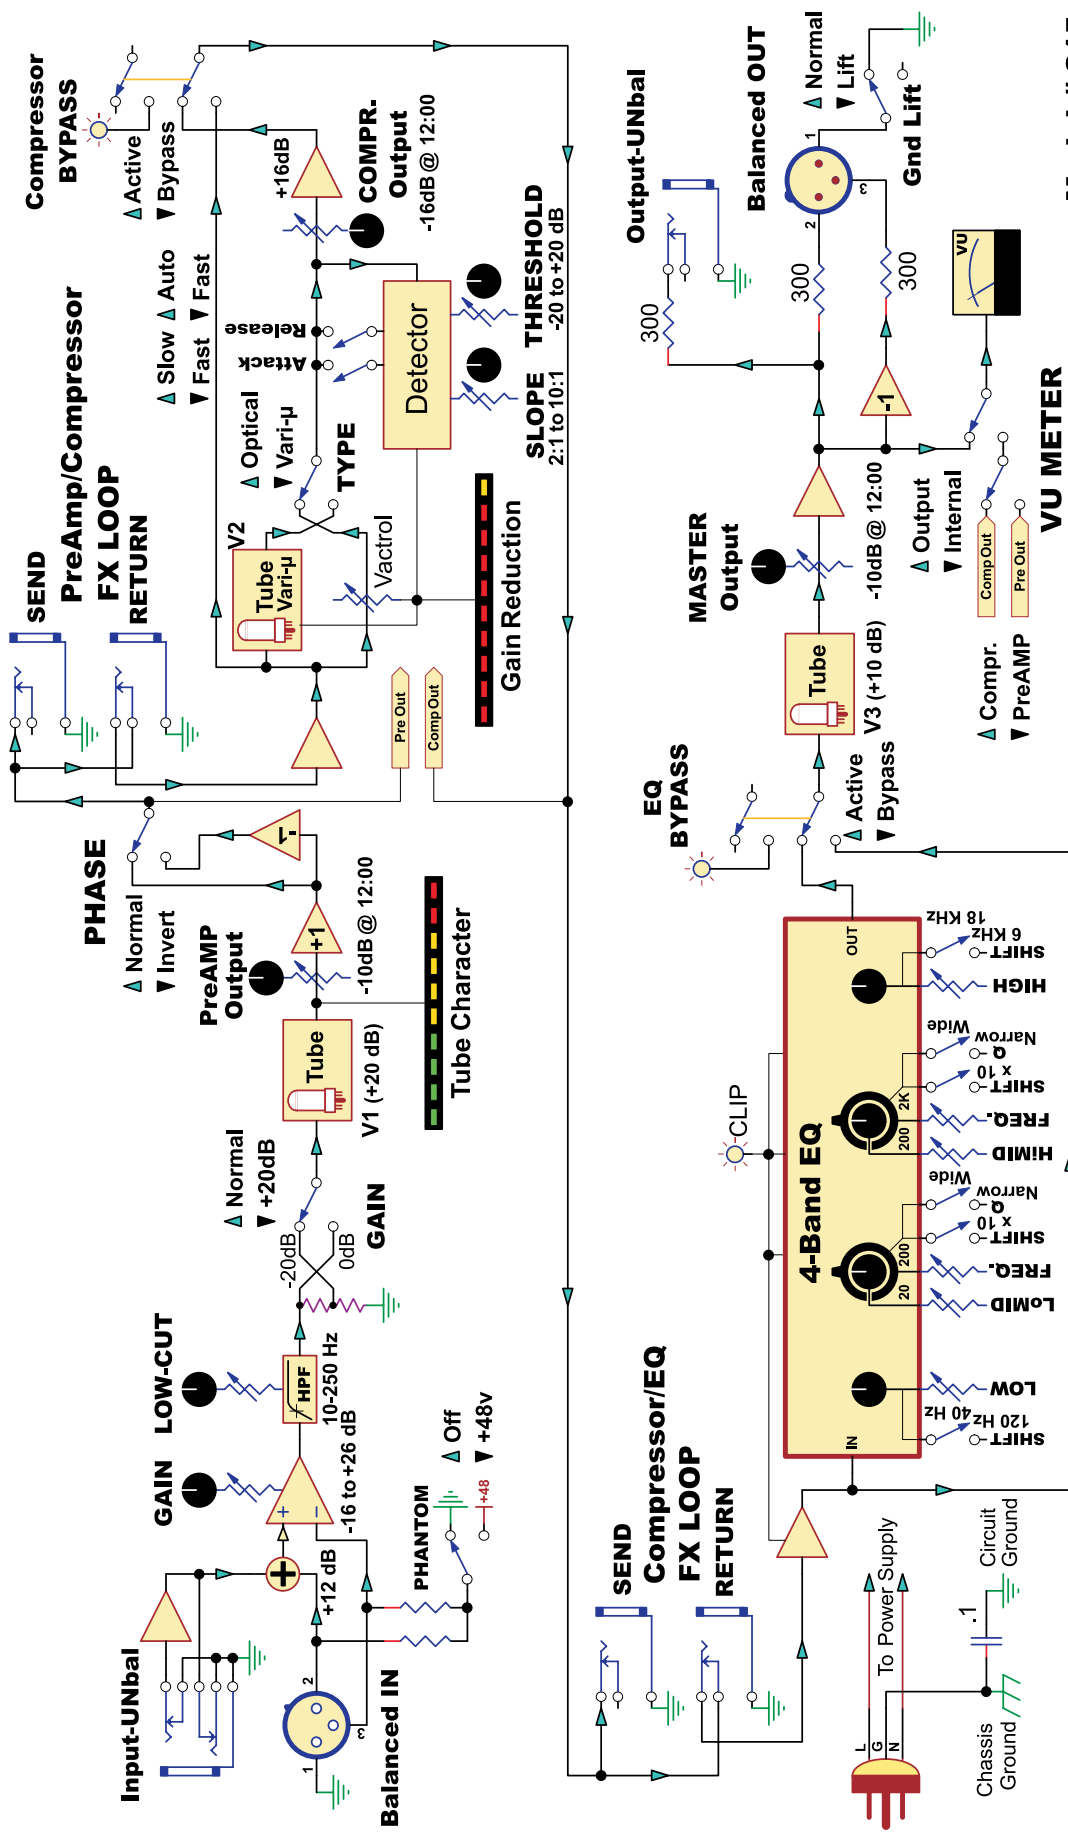 Input-UNbal
+12 dB
Balanced IN
1
2
3
PHANTOM
Off
+48v
+48
GAIN
-16 to +26 dB
LOW-CUT
HPF
10-250 Hz
-20dB
0dB
Normal
+20dB
GAIN
Tube
V1 (+20 dB)
Tube Character
PreAMP
Output
+1
-10dB @ 12:00
PHASE
Normal
Invert
-1
SEND
PreAmp/Compressor
FX LOOP
RETURN
Pre Out
Comp Out
V2
Tube
Vari-µ
Vactrol
Gain Reduction
Optical
Vari-µ
TYPE
Slow
Fast
Auto
Fast
Attack
Release
Detector
SLOPE
2:1 to 10:1
THRESHOLD
-20 to +20 dB
+16dB
COMPR.
Output
-16dB @ 12:00
Compressor
BYPASS
Active
Bypass
SEND
Compressor/EQ
FX LOOP
RETURN
L
G
N
To Power Supply
Chassis
Ground
.1
Circuit
Ground
IN
4-Band EQ
CLIP
OUT
20
200
200
2K
SHIFT
120 Hz
40 Hz
LOW
LoMID
FREQ.
SHIFT
x 10
Q
Narrow
Wide
HiMID
FREQ.
SHIFT
x 10
Q
Narrow
Wide
HIGH
SHIFT
6 KHz
18 KHz
EQ
BYPASS
Active
Bypass
Tube
V3 (+10 dB)
MASTER
Output
-10dB @ 12:00
-1
Compr.
PreAMP
Comp Out
Pre Out
Output
Internal
VU METER
VU
300
300
300
Output-UNbal
Balanced OUT
1
2
3
Normal
Lift
Gnd Lift